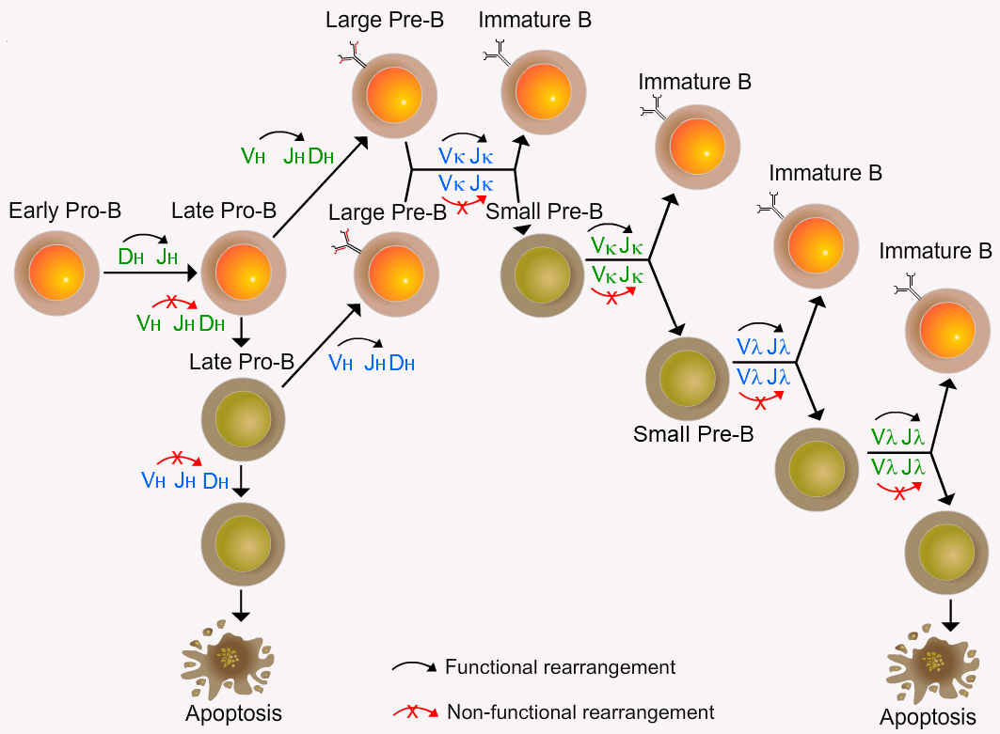 Large Pre-B
Immature B
Immature B
VH JH DH
Vκ Jκ
Vκ Jκ
X
Immature B
Early Pro-B
Late Pro-B
Large Pre-B
Small Pre-B
DH JH
Vκ Jκ
Vκ Jκ
X
Immature B
X
VH JH DH
Late Pro-B
VH JH DH
Vλ Jλ
Vλ Jλ
X
Small Pre-B
Vλ Jλ
Vλ Jλ
X
X
VH JH DH
Functional rearrangement
X
Non-functional rearrangement
Apoptosis
Apoptosis